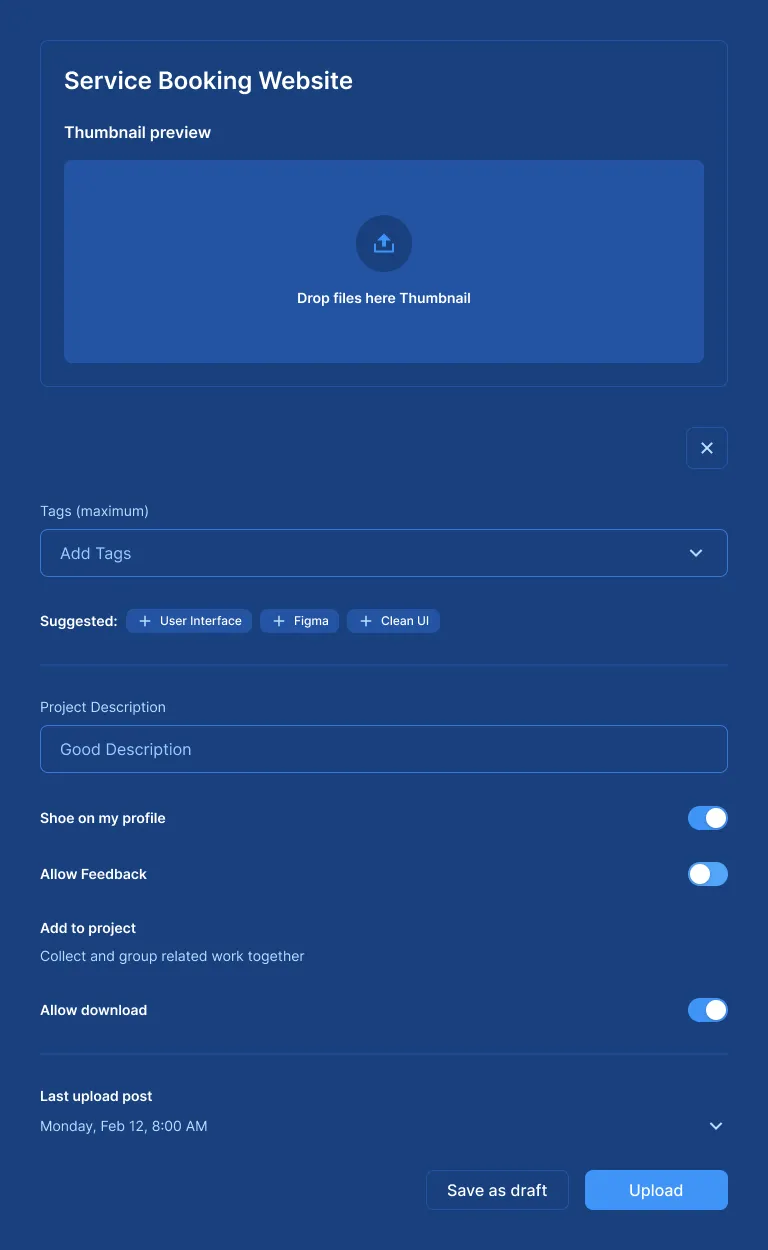 Service Booking Website
Thumbnail preview
Drop files here Thumbnail
Tags (maximum)
Add Tags
Suggested: User Interface Figma Clean UI
Project Description
Good Description
Shoe on my profile
Allow Feedback
Add to project
Collect and group related work together
Allow download
Last upload post
Monday, Feb 12, 8:00 AM
Save as draft Upload